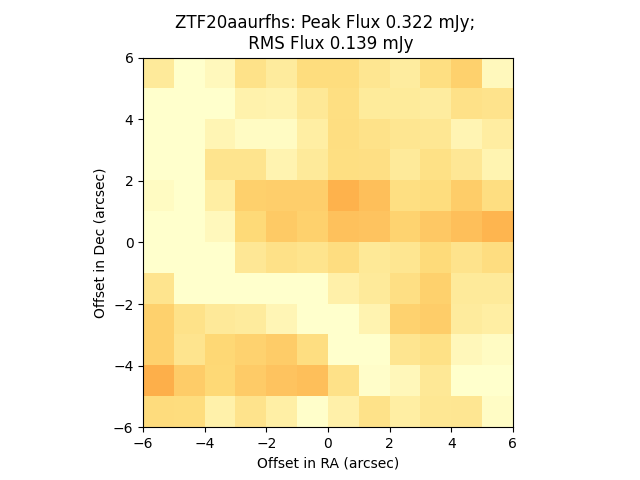 ZTF20aaurfhs: Peak Flux 0.322 mJy;
RMS Flux 0.139 mJy
6
4
2
0
−2
−4
−6
Offset in Dec (arcsec)
−6 −4 −2 0 2 4 6
Offset in RA (arcsec)